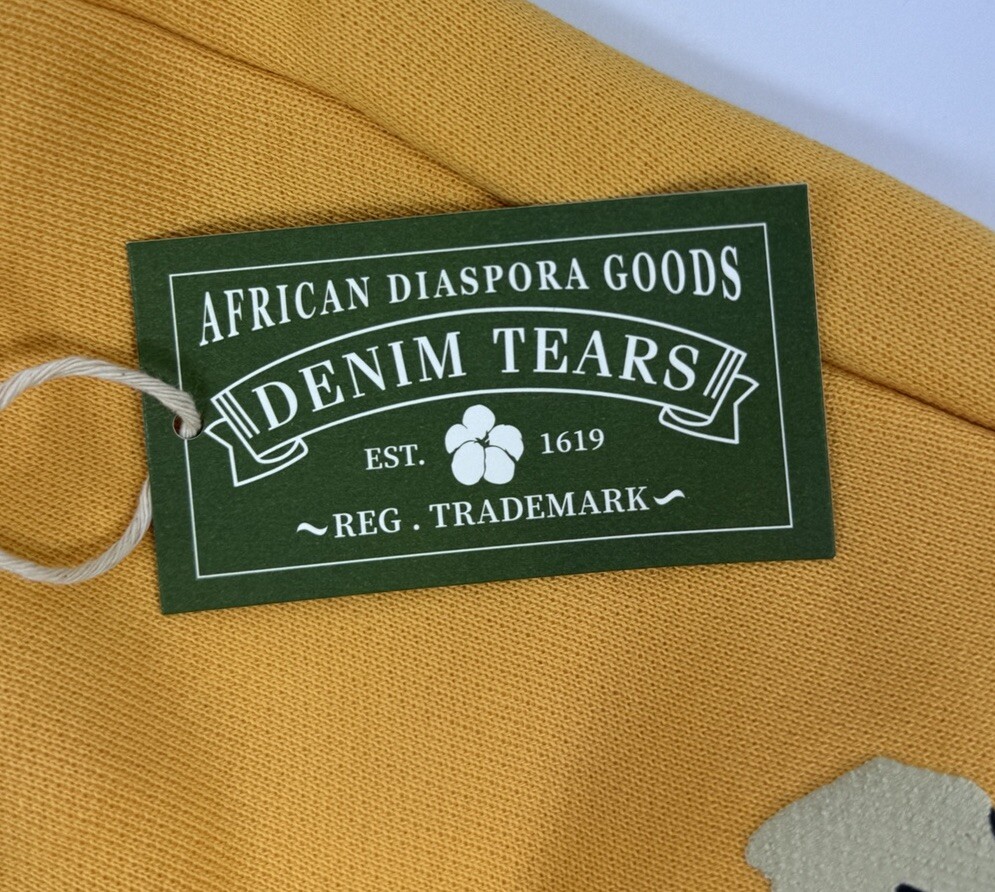 AFRICAN DIASPORA GOODS
DENIM TEARS
EST. 1619
~REG . TRADEMARK~